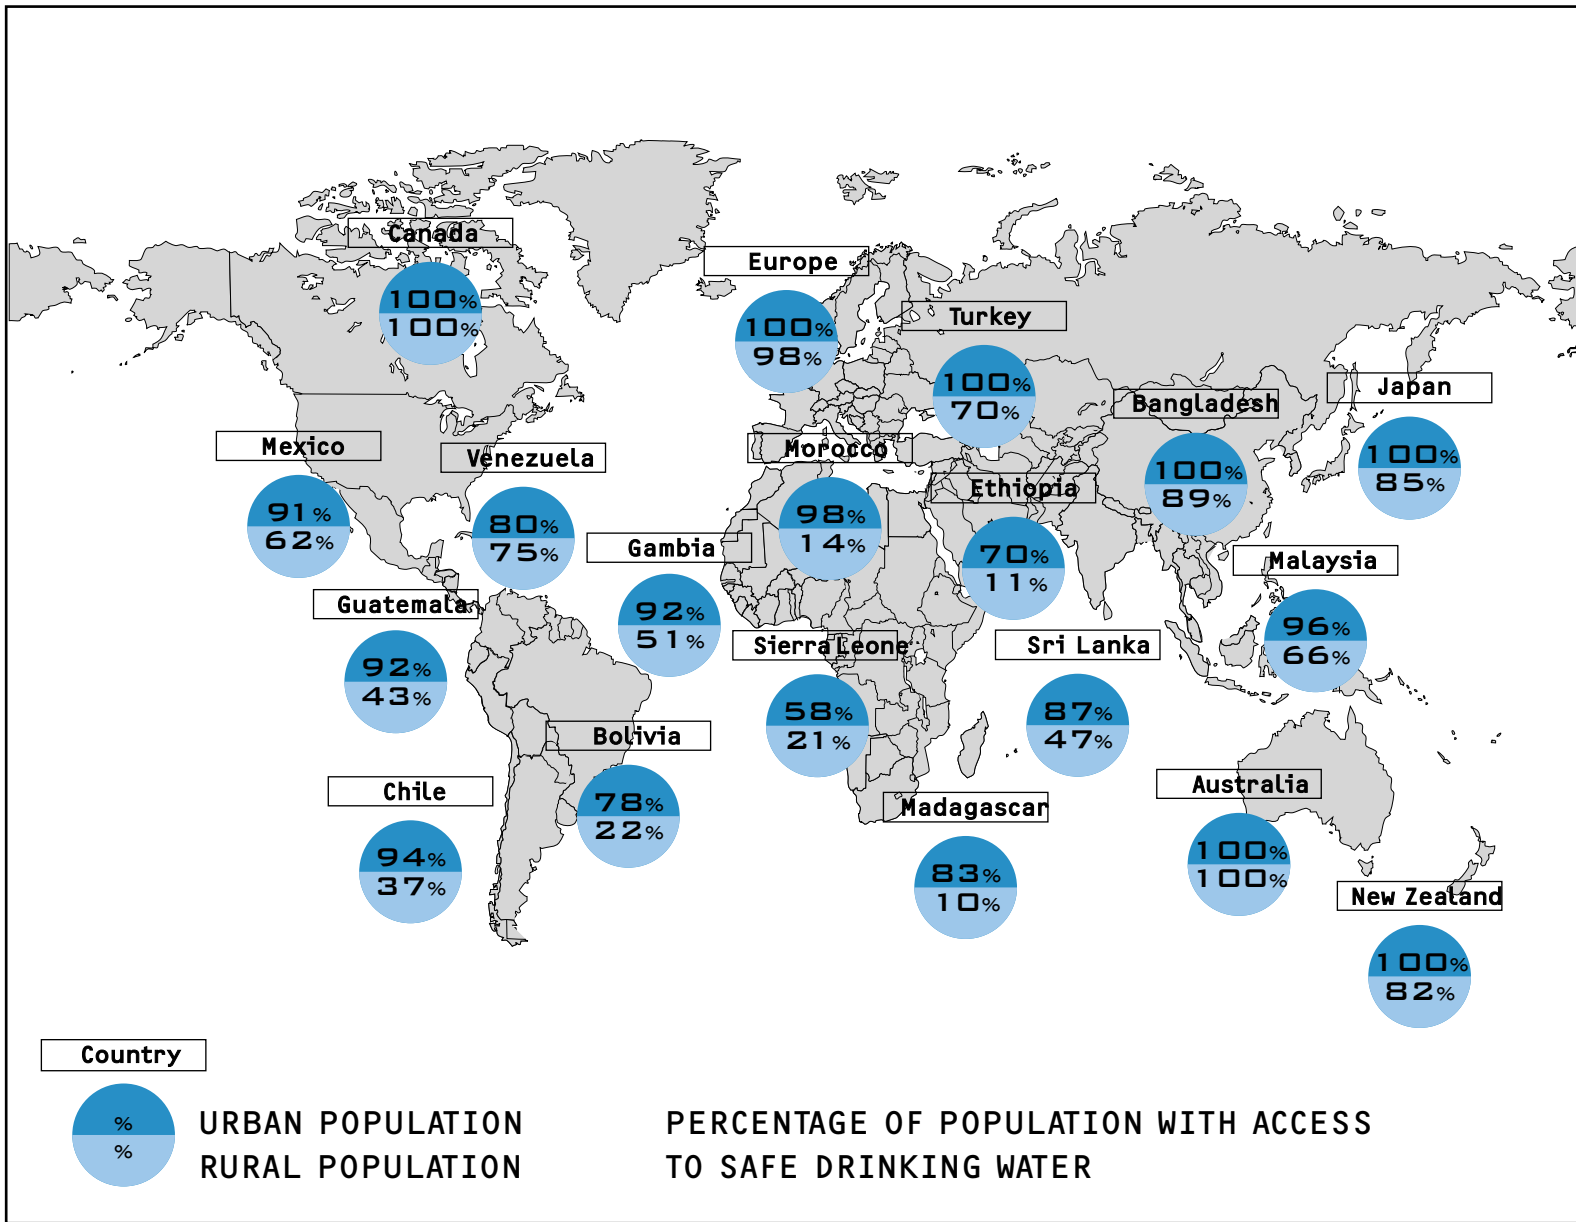 Canada
100%
100%
Europe
100%
98%
Turkey
100%
70%
Bangladesh
100%
89%
Japan
100%
85%
Mexico
91%
62%
Venezuela
80%
75%
Morocco
98%
14%
Ethiopia
70%
11%
Gambia
92%
51%
Malaysia
96%
66%
Guatemala
92%
43%
Sierra Leone
58%
21%
Sri Lanka
87%
47%
Bolivia
78%
22%
Chile
94%
37%
Madagascar
83%
10%
Australia
100%
100%
New Zealand
100%
82%
Country
%
%
URBAN POPULATION
RURAL POPULATION
PERCENTAGE OF POPULATION WITH ACCESS
TO SAFE DRINKING WATER